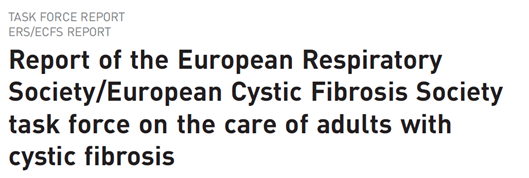 TASK FORCE REPORT
ERS/ECFS REPORT
Report of the European Respiratory
Society/European Cystic Fibrosis Society
task force on the care of adults with
cystic fibrosis